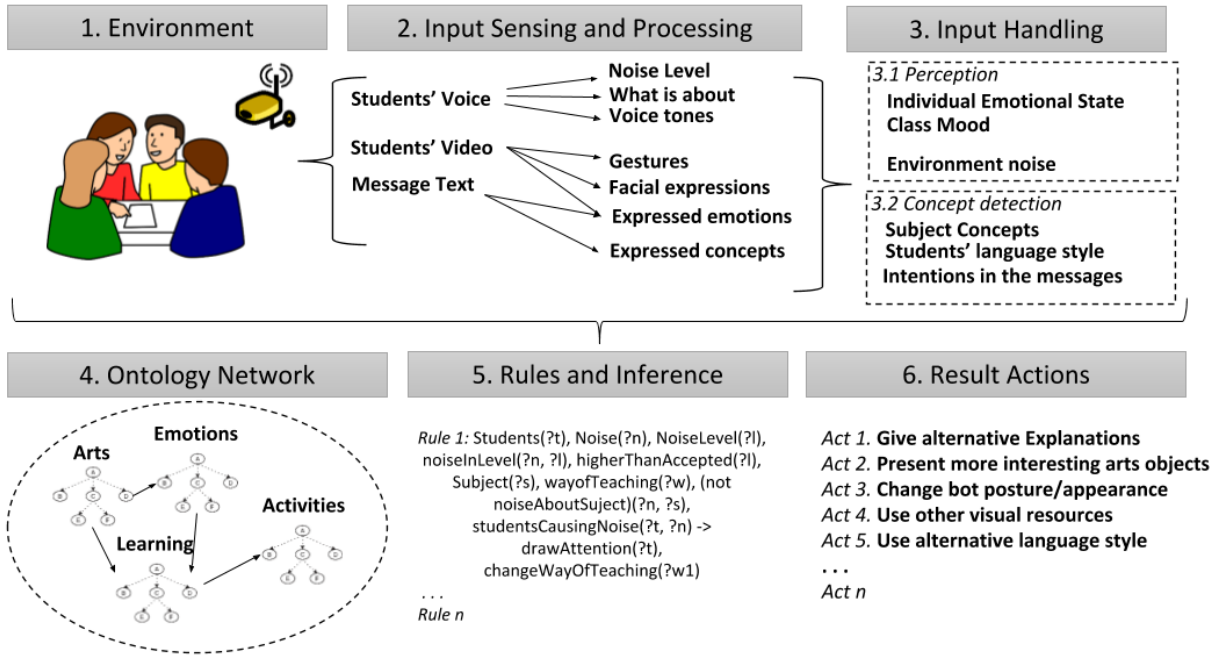 1. Environment
2. Input Sensing and Processing
3. Input Handling
Students’ Voice
Students’ Video
Message Text
Noise Level
What is about
Voice tones
Gestures
Facial expressions
Expressed emotions
Expressed concepts
3.1 Perception
Individual Emotional State
Class Mood
Environment noise
3.2 Concept detection
Subject Concepts
Students’ language style
Intentions in the messages
4. Ontology Network
5. Rules and Inference
6. Result Actions
Arts
Emotions
Activities
Learning
Rule 1: Students(?t), Noise(?n), NoiseLevel(?l),
noiseInLevel(?n, ?l), higherThanAccepted(?l),
Subject(?s), wayofTeaching(?w), (not
noiseAboutSuject)(?n, ?s),
studentsCausingNoise(?t, ?n) ->
drawAttention(?t),
changeWayOfTeaching(?w1)
. . .
Rule n
Act 1. Give alternative Explanations
Act 2. Present more interesting arts objects
Act 3. Change bot posture/appearance
Act 4. Use other visual resources
Act 5. Use alternative language style
. . .
Act n